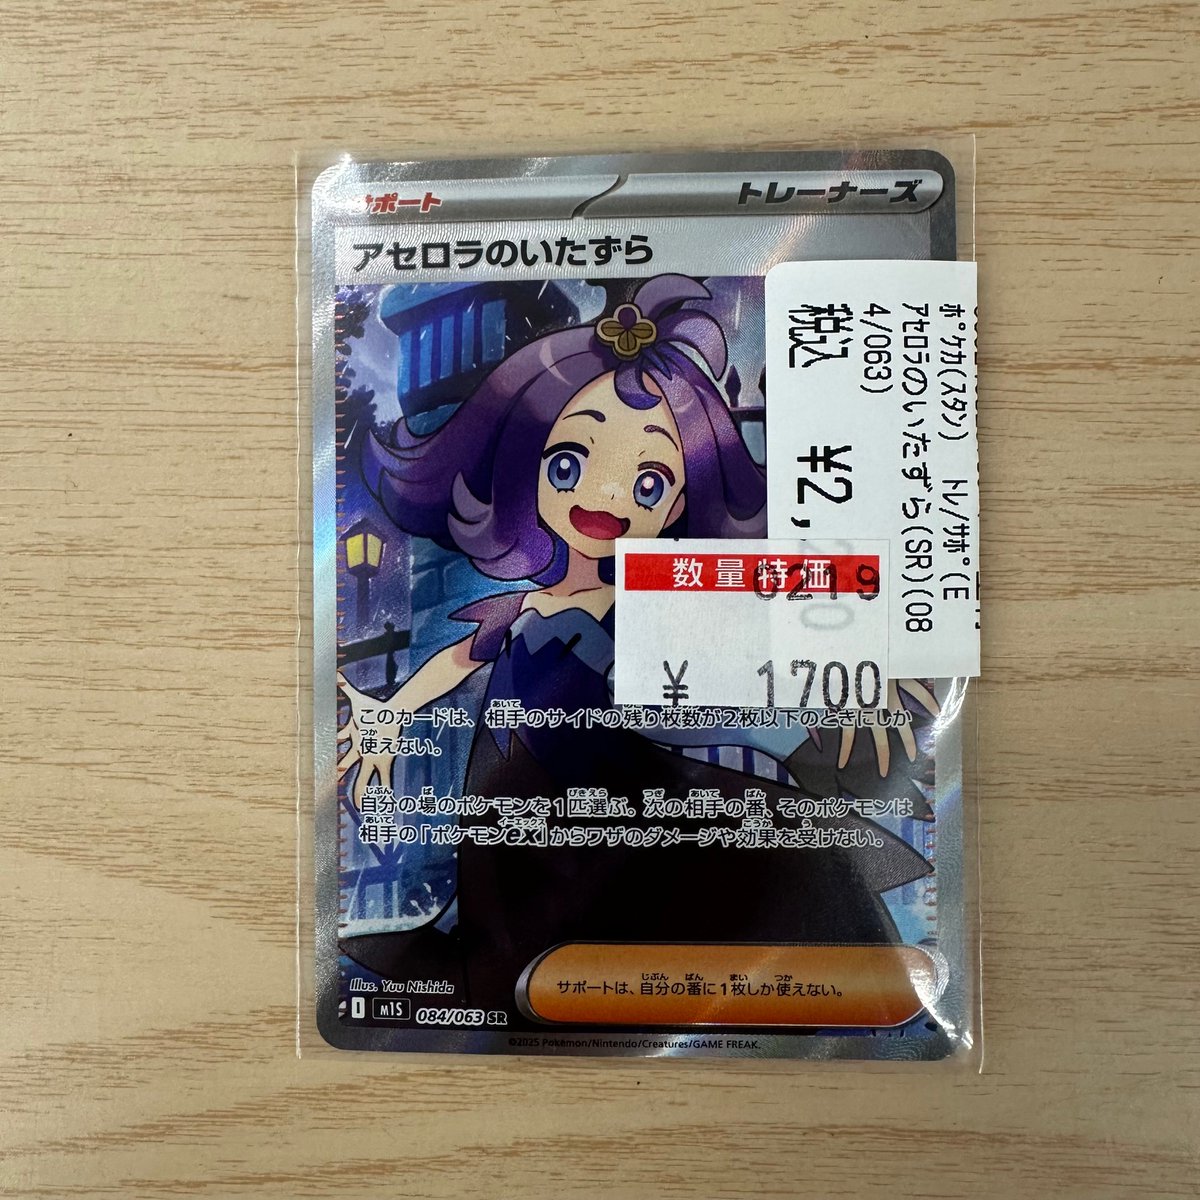 サポート
トレーナーズ
アセロラのいたずら
ポケカ(スタン) トレ/サポ(E
アセロラのいたずら(SR)(08
4/063)
税込 ¥2,
数量特価
0219
¥ 1700
このカードは、相手のサイドの残り枚数が2枚以下のときにしか
使えない。
自分の場のポケモンを1匹選ぶ。次の相手の番、そのポケモンは
相手の「ポケモンex」からワザのダメージや効果を受けない。
サポートは、自分の番に1枚しか使えない。
Illus. Yuu Nishida
I M1S 084/063 SR
©2025 Pokémon/Nintendo/Creatures/GAME FREAK.